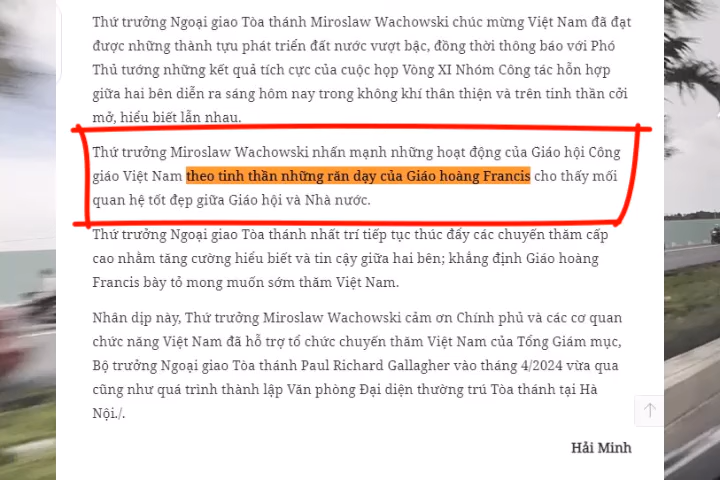 Thứ trưởng Ngoại giao Tòa thánh Miroslaw Wachowski chúc mừng Việt Nam đã đạt
được những thành tựu phát triển đất nước vượt bậc, đồng thời thông báo với Phó
Thủ tướng những kết quả tích cực của cuộc họp Vòng XI Nhóm Công tác hỗn hợp
giữa hai bên diễn ra sáng hôm nay trong không khí thân thiện và trên tinh thần cởi
mở, hiểu biết lẫn nhau.
Thứ trưởng Miroslaw Wachowski nhấn mạnh những hoạt động của Giáo hội Công
giáo Việt Nam theo tinh thần những răn dạy của Giáo hoàng Francis cho thấy mối
quan hệ tốt đẹp giữa Giáo hội và Nhà nước.
Thứ trưởng Ngoại giao Tòa thánh nhất trí tiếp tục thúc đẩy các chuyến thăm cấp
cao nhằm tăng cường hiểu biết và tin cậy giữa hai bên; khẳng định Giáo hoàng
Francis bày tỏ mong muốn sớm thăm Việt Nam.
Nhân dịp này, Thứ trưởng Miroslaw Wachowski cảm ơn Chính phủ và các cơ quan
chức năng Việt Nam đã hỗ trợ tổ chức chuyến thăm Việt Nam của Tổng Giám mục,
Bộ trưởng Ngoại giao Tòa thánh Paul Richard Gallagher vào tháng 4/2024 vừa qua
cũng như quá trình thành lập Văn phòng Đại diện thường trú Tòa thánh tại Hà
Nội./.
Hải Minh